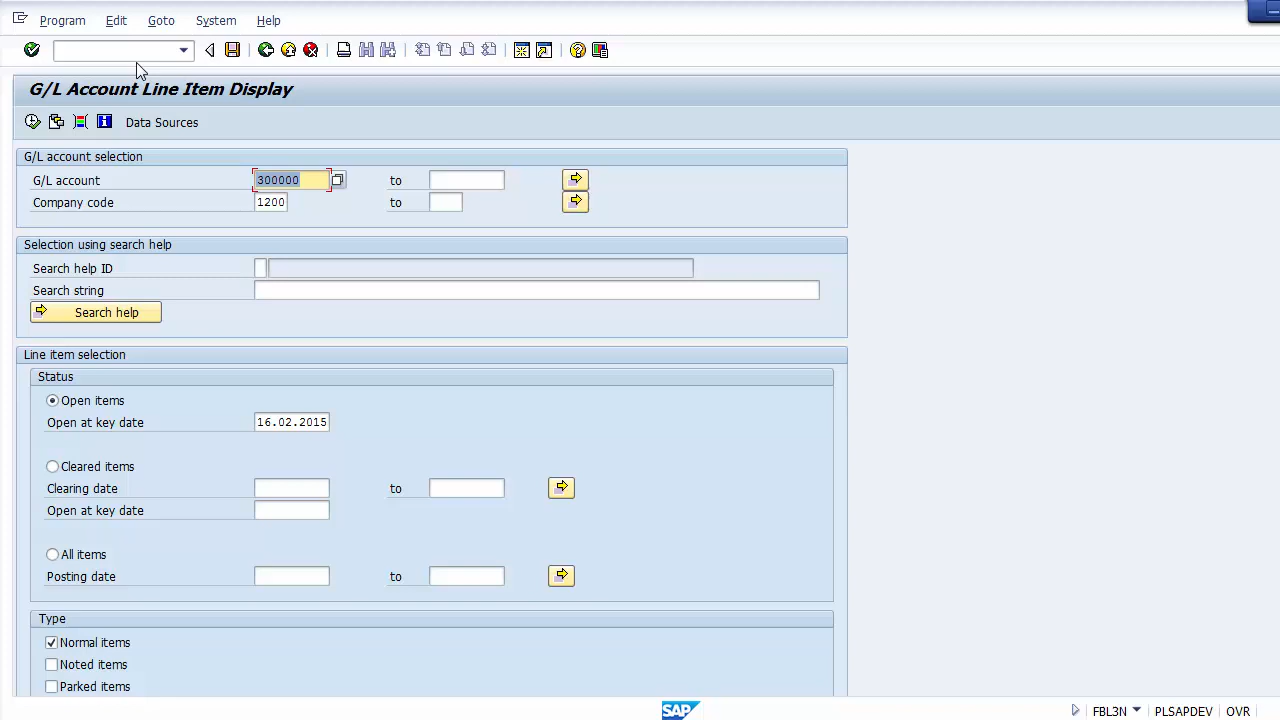 Program Edit Goto System Help
G/L Account Line Item Display
Data Sources
G/L account selection
G/L account 300000 to
Company code 1200 to
Selection using search help
Search help ID
Search string
Search help
Line item selection
Status
Open items
Open at key date 16.02.2015
Cleared items
Clearing date to
Open at key date
All items
Posting date to
Type
Normal items
Noted items
Parked items
SAP FBL3N PLSAPDEV OVR